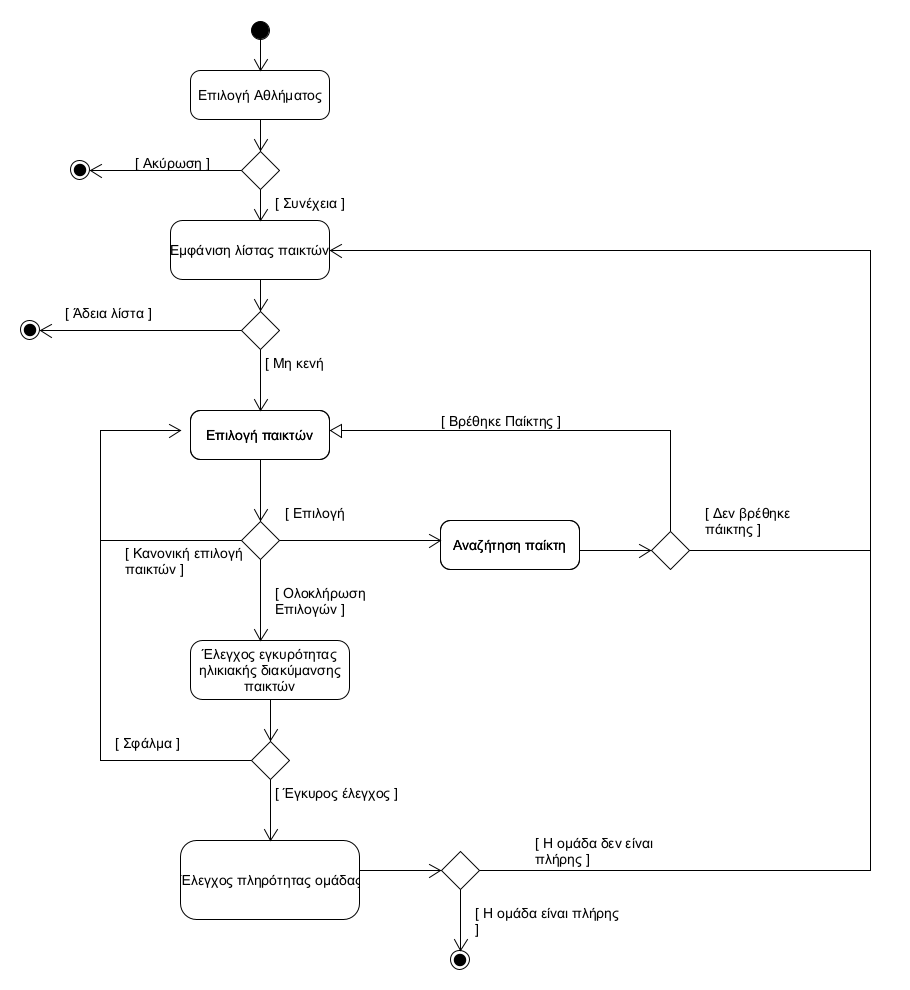 Επιλογή Αθλήματος
[ Ακύρωση ]
[ Συνέχεια ]
Εμφάνιση λίστας παικτών
[ Άδεια λίστα ]
[ Μη κενή
[ Βρέθηκε Παίκτης ]
Επιλογή παικτών
[ Επιλογή
[ Δεν βρέθηκε
πάικτης ]
Αναζήτηση παίκτη
[ Κανονική επιλογή
παικτών ]
[ Ολοκλήρωση
Επιλογών ]
Έλεγχος εγκυρότητας
ηλικιακής διακύμανσης
παικτών
[ Σφάλμα ]
[ Έγκυρος έλεγχος ]
[ Η ομάδα δεν είναι
πλήρης ]
Έλεγχος πληρότητας ομάδας
[ Η ομάδα είναι πλήρης
]